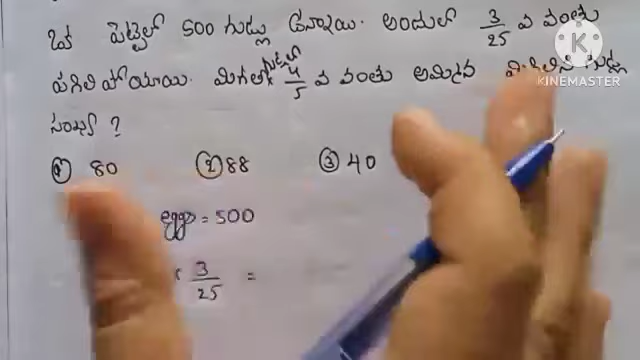 ఒక పెట్టెలో 500 గుడ్లు ఉన్నాయి. అందులో 3/25 వ వంతు
పగిలి పోయాయి. మిగతా గుడ్లలో 4/5 వ వంతు అమ్మిన గుడ్ల
సంఖ్య ?
① 80 ② 88 ③ 40
eggs = 500
× 3/25 =
KINEMASTER